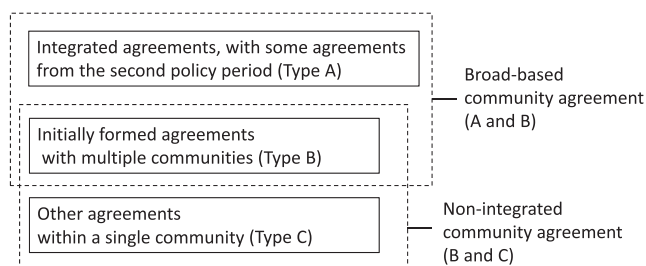 Integrated agreements, with some agreements
from the second policy period (Type A)
Broad-based
community agreement
(A and B)
Initially formed agreements
with multiple communities (Type B)
Other agreements
within a single community (Type C)
Non-integrated
community agreement
(B and C)